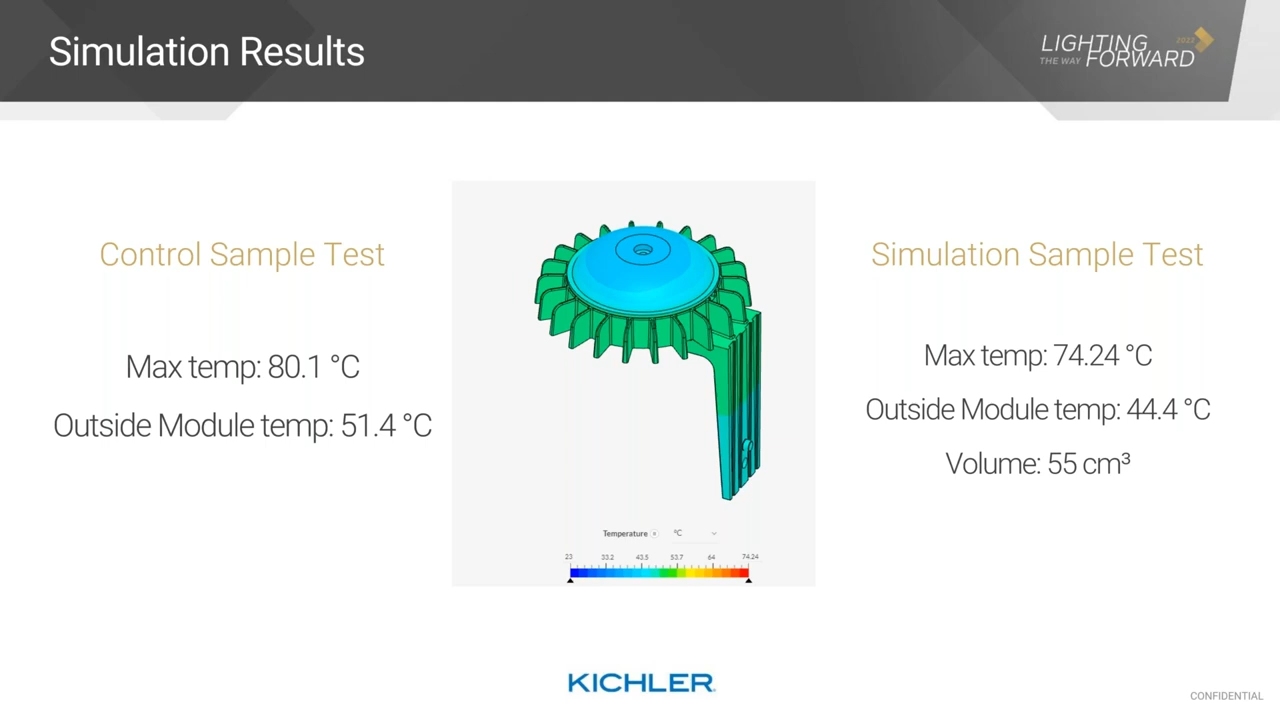 Simulation Results
LIGHTING 2022
THE WAY FORWARD
Control Sample Test
Max temp: 80.1 °C
Outside Module temp: 51.4 °C
Simulation Sample Test
Max temp: 74.24 °C
Outside Module temp: 44.4 °C
Volume: 55 cm³
Temperature °C
23 33.2 43.5 53.7 64 74.24
KICHLER
CONFIDENTIAL